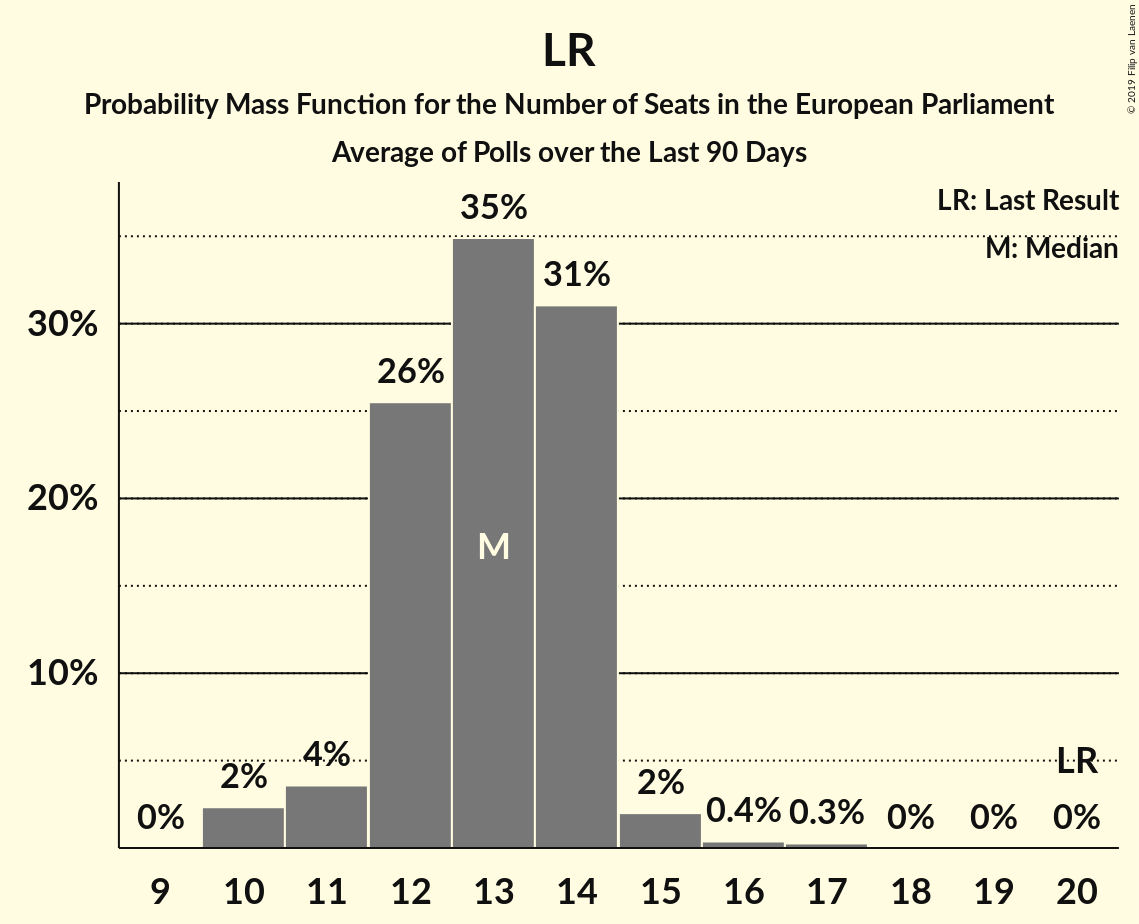 LR
Probability Mass Function for the Number of Seats in the European Parliament
Average of Polls over the Last 90 Days
© 2019 Filip van Laenen
LR: Last Result
M: Median
35%
31%
30%
26%
20%
M
10%
4%
2%
2%
LR
0%
0.4%
0.3%
0%
0%
0%
9 10 11 12 13 14 15 16 17 18 19 20